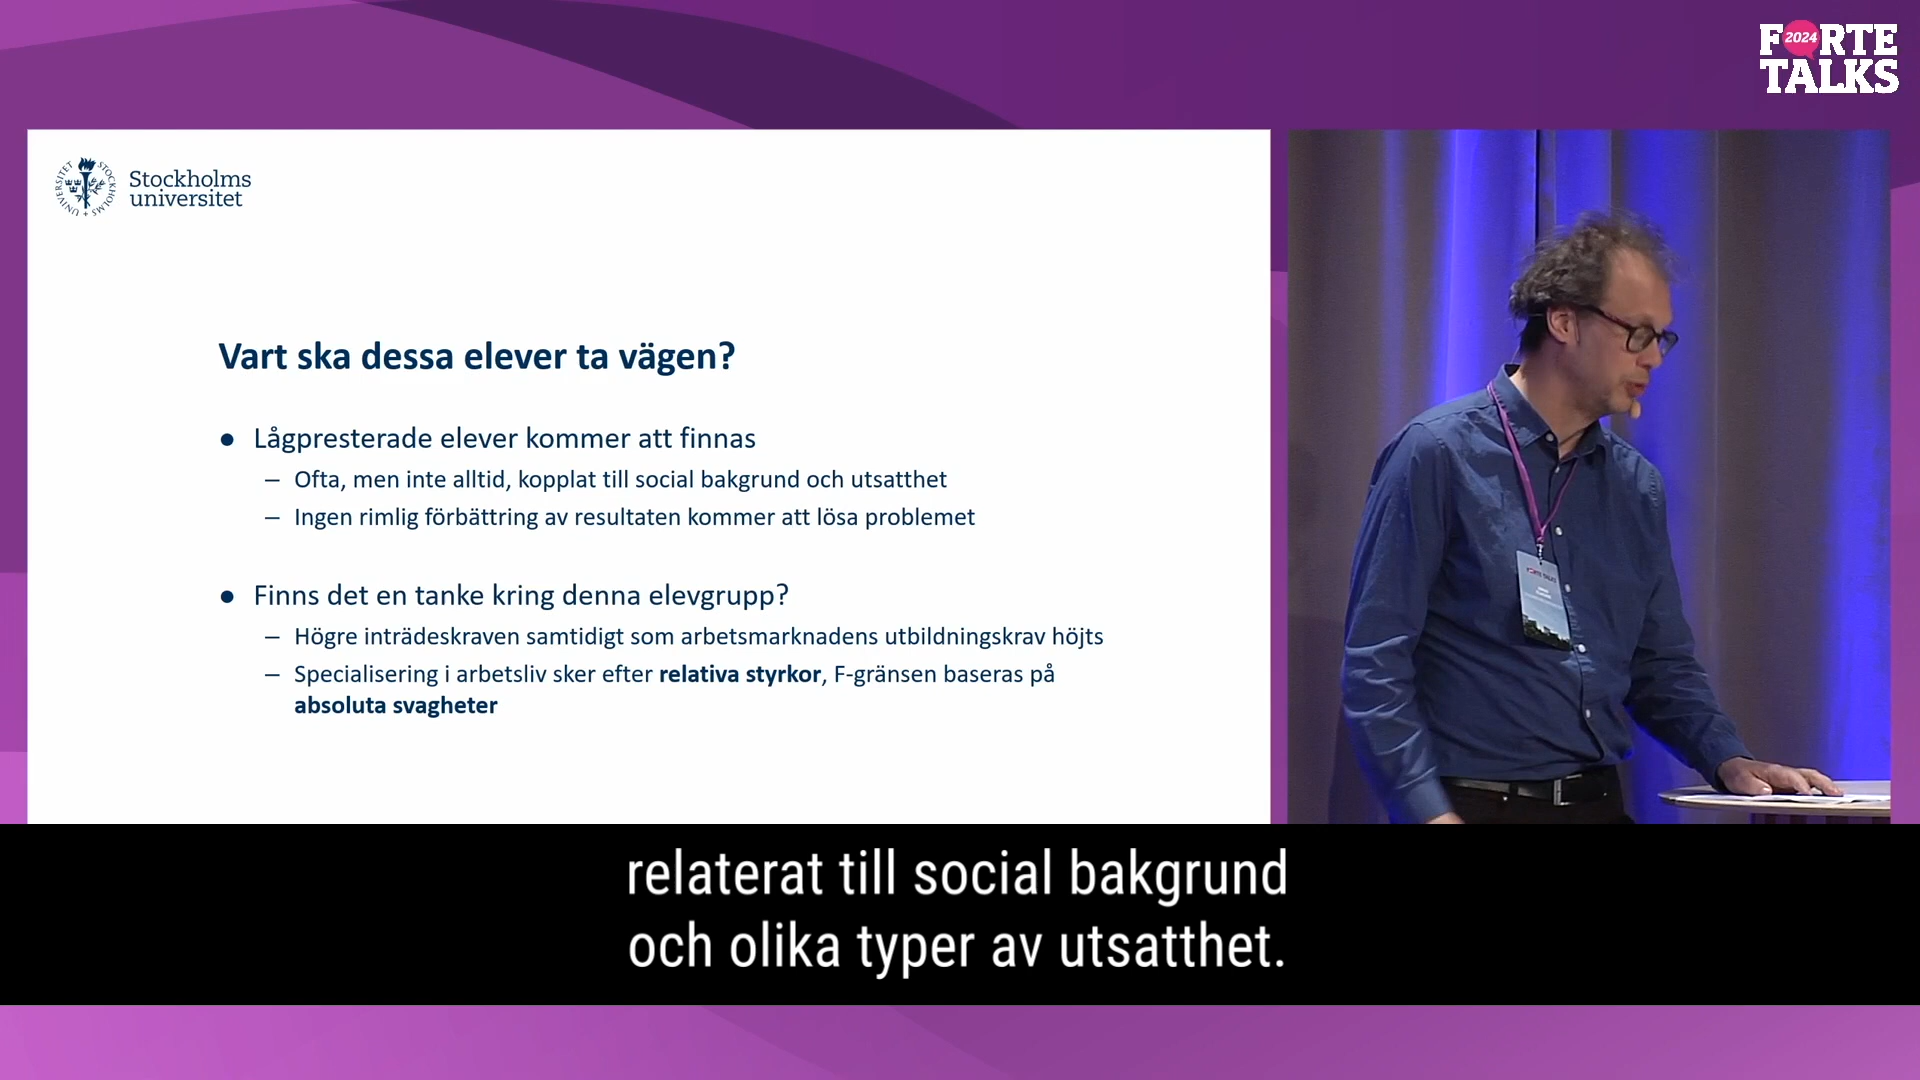 FORTE
2024
TALKS
STOCKHOLMS UNIVERSITET
Stockholms
universitet
Vart ska dessa elever ta vägen?
● Lågpresterade elever kommer att finnas
– Ofta, men inte alltid, kopplat till social bakgrund och utsatthet
– Ingen rimlig förbättring av resultaten kommer att lösa problemet
● Finns det en tanke kring denna elevgrupp?
– Högre inträdeskraven samtidigt som arbetsmarknadens utbildningskrav höjts
– Specialisering i arbetsliv sker efter relativa styrkor, F-gränsen baseras på
absoluta svagheter
relaterat till social bakgrund
och olika typer av utsatthet.